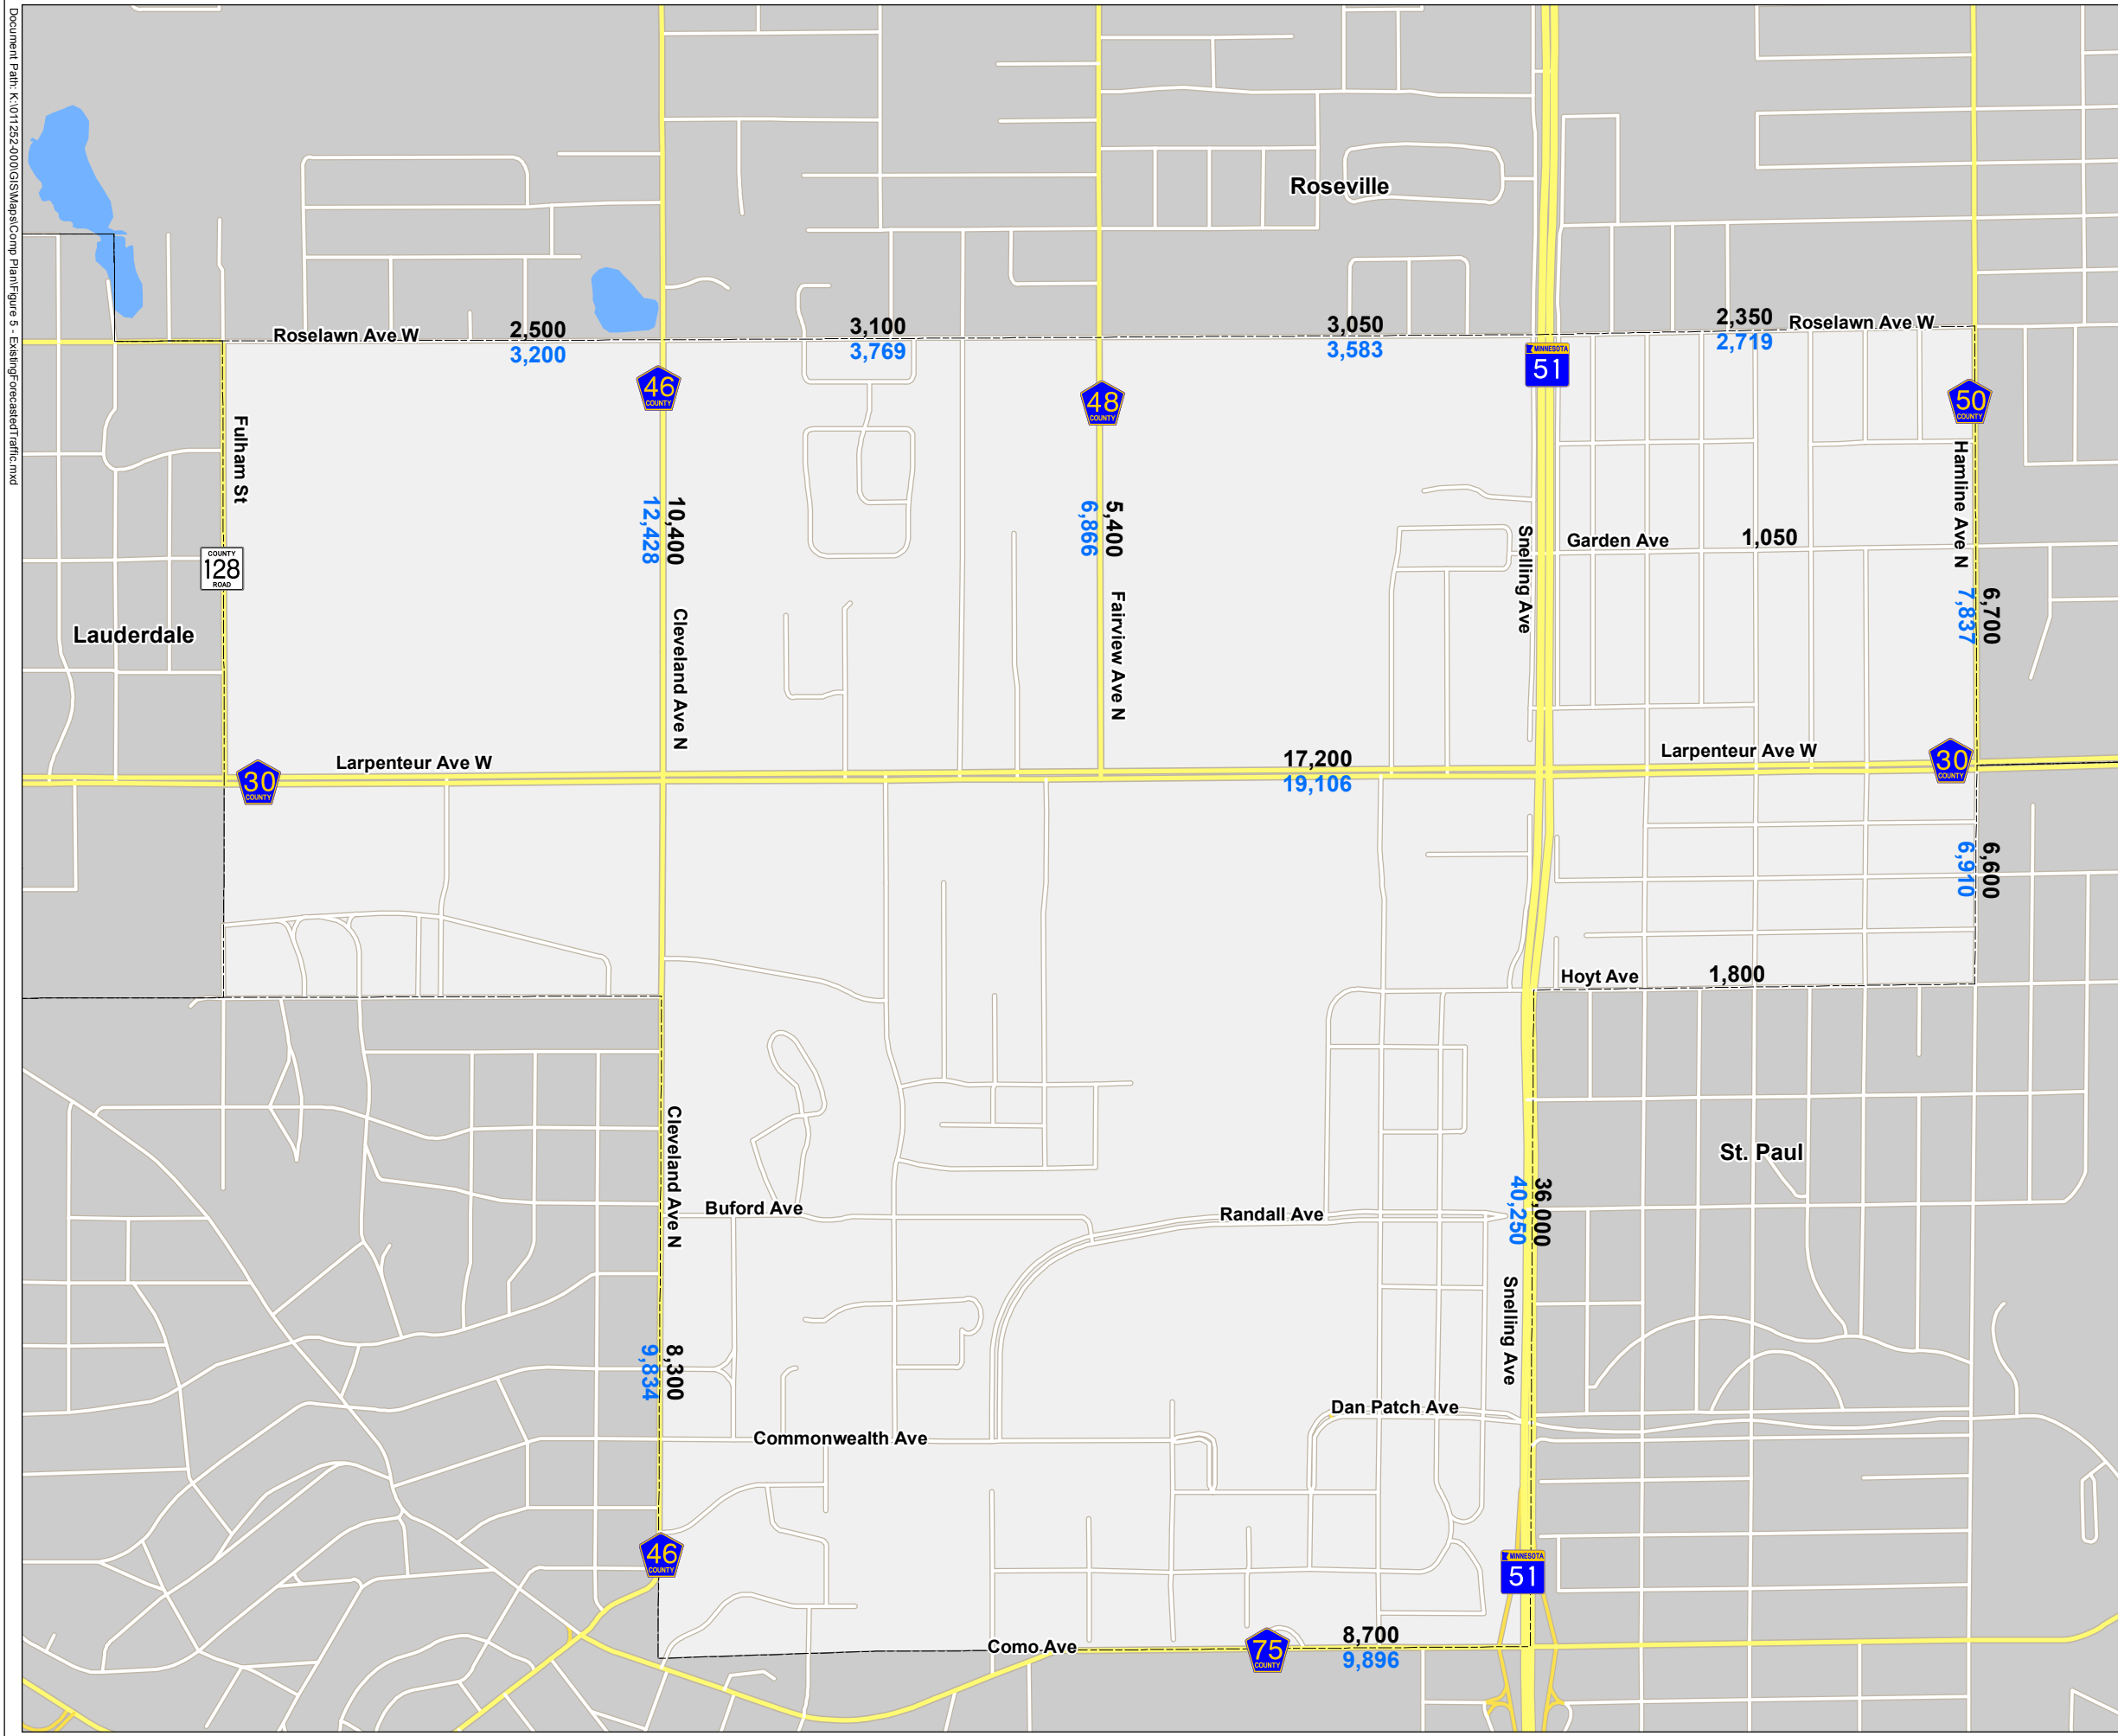 Document Path: K:\011252-000\GIS\Maps\Comp Plan\Figure 5 - ExistingForecastedTraffic.mxd
Roseville
Roselawn Ave W
2,500
3,200
3,100
3,769
3,050
3,583
2,350
2,719
Roselawn Ave W
46
COUNTY
48
COUNTY
MINNESOTA
51
50
COUNTY
Fulham St
COUNTY
128
ROAD
Lauderdale
10,400
12,428
Cleveland Ave N
5,400
6,866
Fairview Ave N
Snelling Ave
Garden Ave
1,050
Hamline Ave N
6,700
7,837
Larpenteur Ave W
30
COUNTY
17,200
19,106
Larpenteur Ave W
30
COUNTY
6,600
6,910
Hoyt Ave
1,800
St. Paul
Cleveland Ave N
Buford Ave
Randall Ave
36,000
40,250
Snelling Ave
8,300
9,834
Dan Patch Ave
Commonwealth Ave
46
COUNTY
MINNESOTA
51
Como Ave
75
COUNTY
8,700
9,896